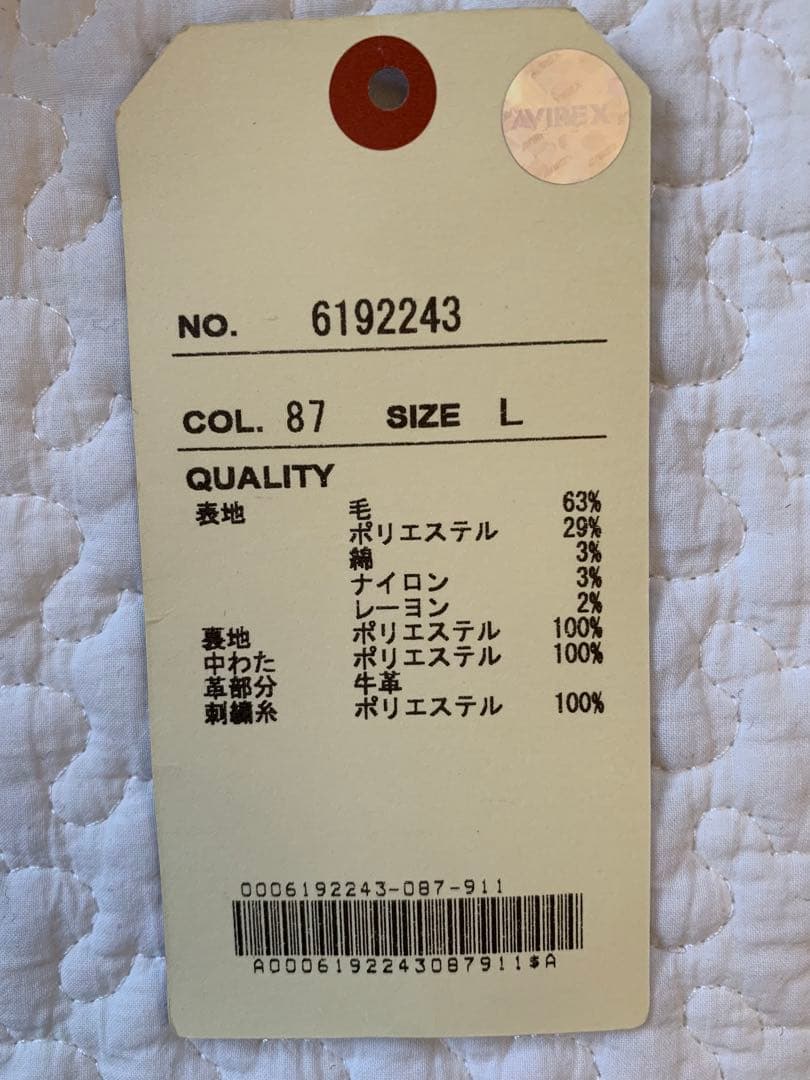 AVIREX
NO. 6192243
COL. 87 SIZE L
QUALITY
表地 毛 63%
ポリエステル 29%
綿 3%
ナイロン 3%
レーヨン 2%
裏地 ポリエステル 100%
中わた ポリエステル 100%
革部分 牛革
刺繍糸 ポリエステル 100%
0006192243-087-911
A0006192243087911$A